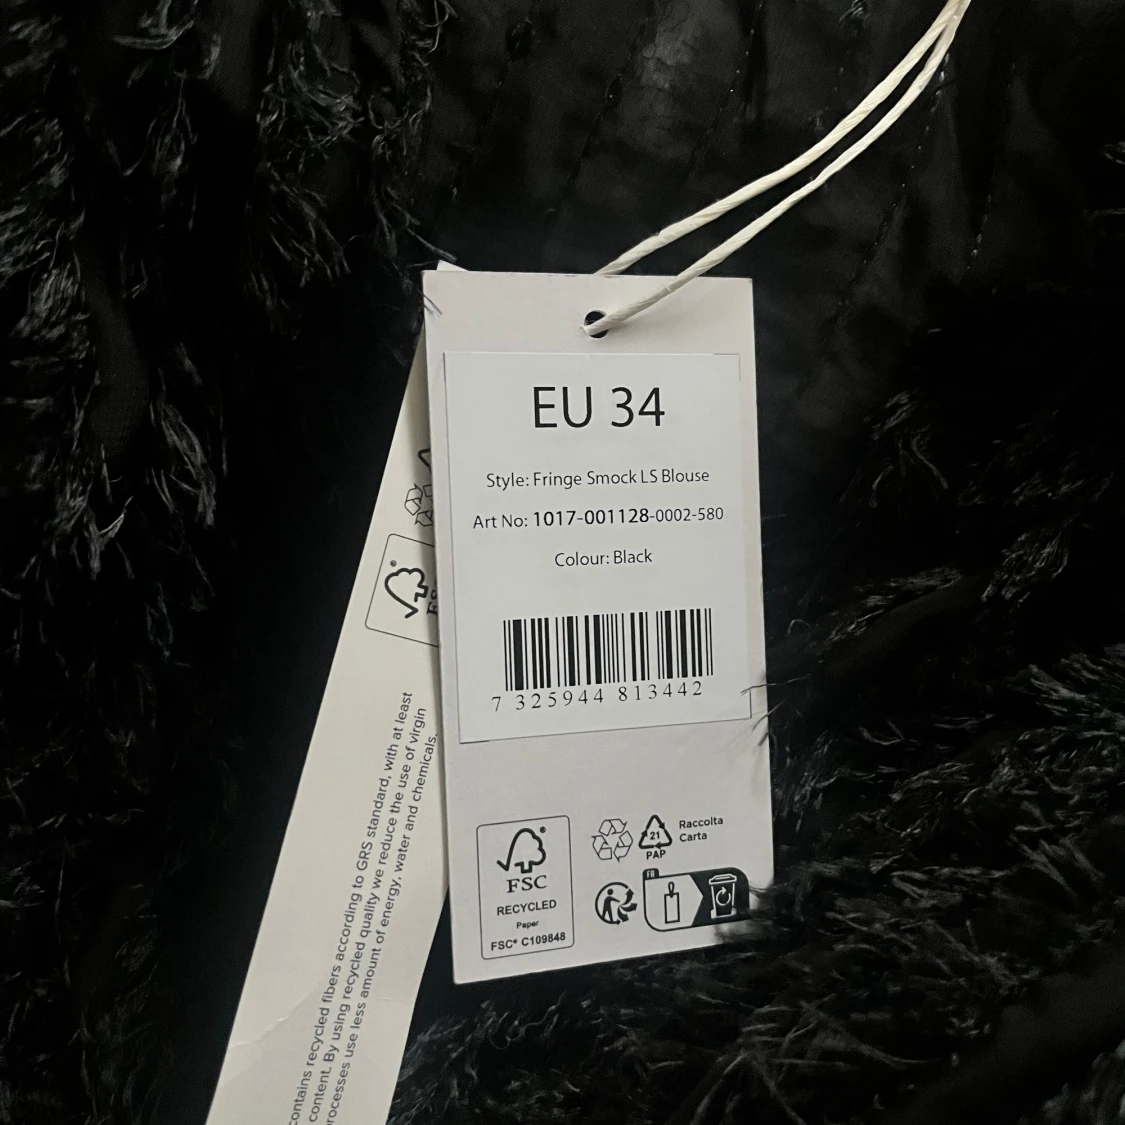 EU 34
Style: Fringe Smock LS Blouse
Art No: 1017-001128-0002-580
Colour: Black
7 325944 813442
FSC
RECYCLED
Paper
FSC® C109848
21
PAP
Raccolta
Carta
FR
ontains recycled fibers according to GRS standard, with at least
content. By using recycled quality we reduce the use of virgin
rocesses use less amount of energy, water and chemicals.